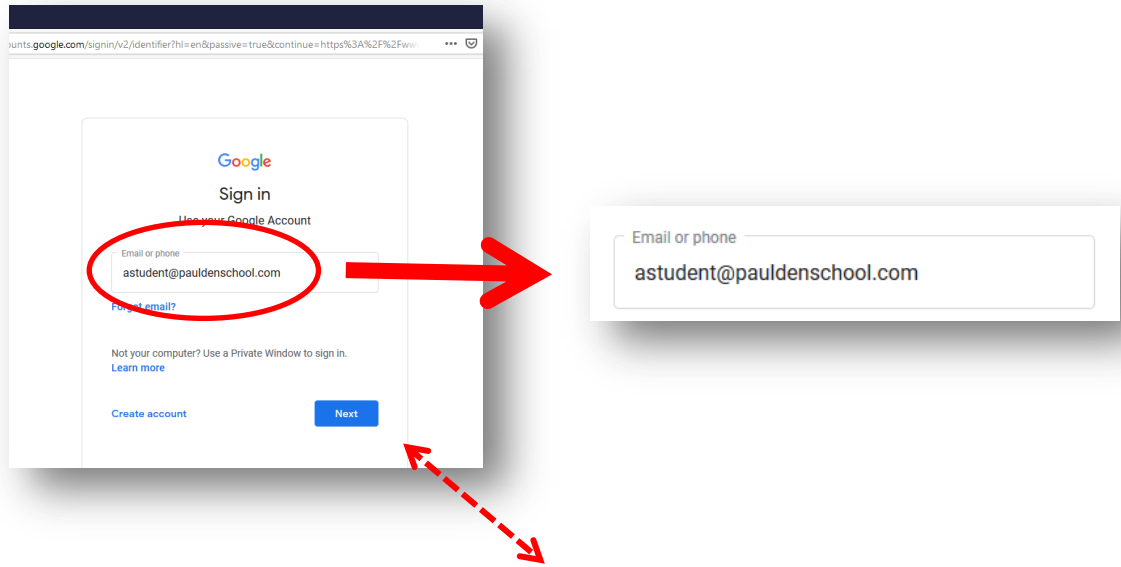 ounts.google.com/signin/v2/identifier?hl=en&passive=true&continue=https%3A%2F%2Fww
Google
Sign in
Use your Google Account
Email or phone
astudent@pauldenschool.com
Forgot email?
Not your computer? Use a Private Window to sign in.
Learn more
Create account
Next
Email or phone
astudent@pauldenschool.com